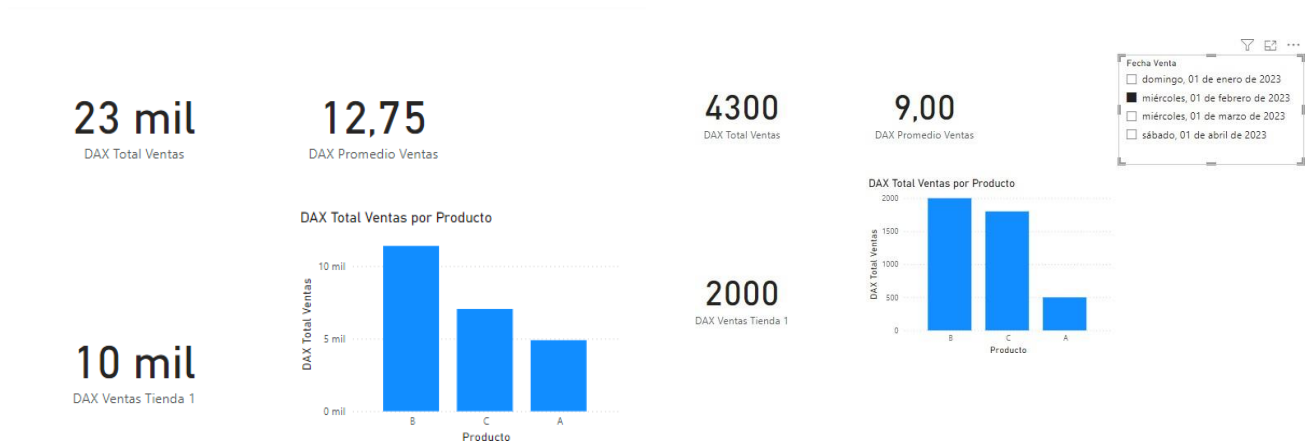 23 mil
DAX Total Ventas
12,75
DAX Promedio Ventas
DAX Total Ventas por Producto
DAX Total Ventas
10 mil
5 mil
0 mil
B
C
A
Producto
10 mil
DAX Ventas Tienda 1
4300
DAX Total Ventas
9,00
DAX Promedio Ventas
Fecha Venta
domingo, 01 de enero de 2023
miércoles, 01 de febrero de 2023
miércoles, 01 de marzo de 2023
sábado, 01 de abril de 2023
DAX Total Ventas por Producto
DAX Total Ventas
2000
1500
1000
500
0
B
C
A
Producto
2000
DAX Ventas Tienda 1